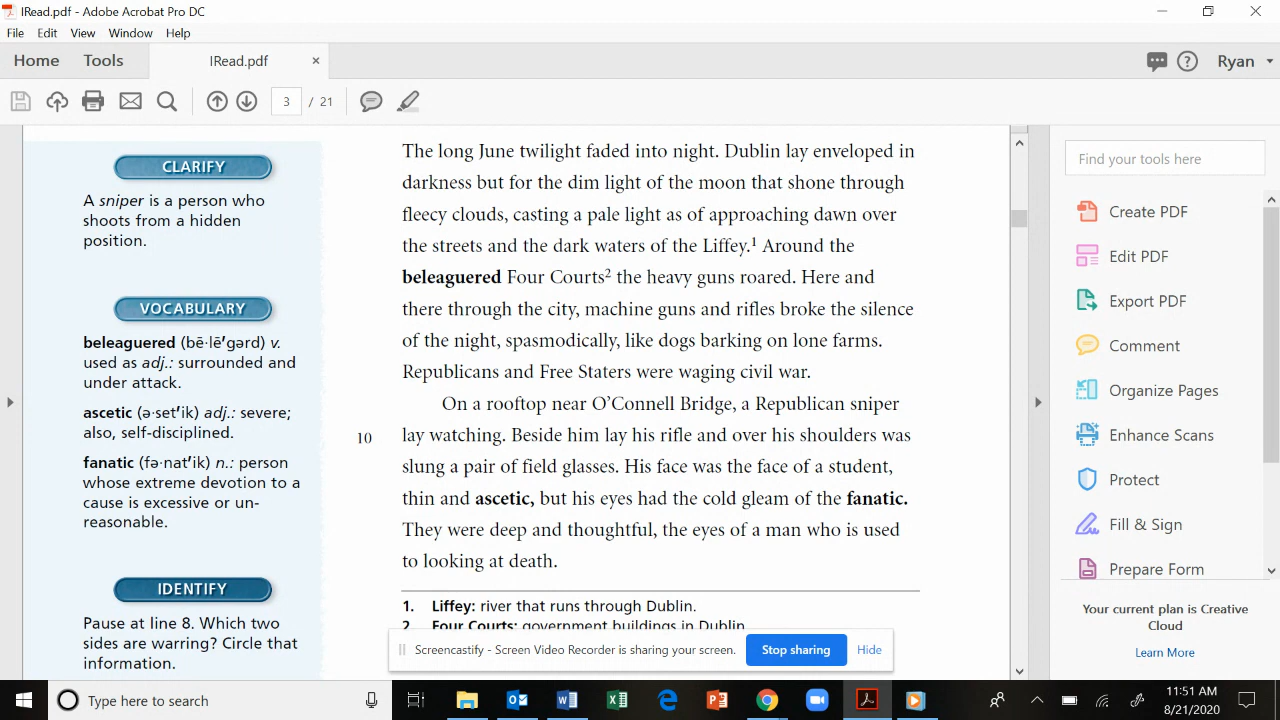 IRead.pdf - Adobe Acrobat Pro DC
File Edit View Window Help
Home Tools IRead.pdf × Ryan
3 / 21
CLARIFY
A sniper is a person who
shoots from a hidden
position.
VOCABULARY
beleaguered (bē·lē′gərd) v.
used as adj.: surrounded and
under attack.
ascetic (ə·set′ik) adj.: severe;
also, self-disciplined.
fanatic (fə·nat′ik) n.: person
whose extreme devotion to a
cause is excessive or un-
reasonable.
IDENTIFY
Pause at line 8. Which two
sides are warring? Circle that
information.
The long June twilight faded into night. Dublin lay enveloped in
darkness but for the dim light of the moon that shone through
fleecy clouds, casting a pale light as of approaching dawn over
the streets and the dark waters of the Liffey.1 Around the
beleaguered Four Courts2 the heavy guns roared. Here and
there through the city, machine guns and rifles broke the silence
of the night, spasmodically, like dogs barking on lone farms.
Republicans and Free Staters were waging civil war.
On a rooftop near O’Connell Bridge, a Republican sniper
10 lay watching. Beside him lay his rifle and over his shoulders was
slung a pair of field glasses. His face was the face of a student,
thin and ascetic, but his eyes had the cold gleam of the fanatic.
They were deep and thoughtful, the eyes of a man who is used
to looking at death.
1. Liffey: river that runs through Dublin.
2. Four Courts: government buildings in Dublin.
Screencastify - Screen Video Recorder is sharing your screen. Stop sharing Hide
Find your tools here
Create PDF
Edit PDF
Export PDF
Comment
Organize Pages
Enhance Scans
Protect
Fill & Sign
Prepare Form
Your current plan is Creative
Cloud
Learn More
Type here to search
11:51 AM
8/21/2020